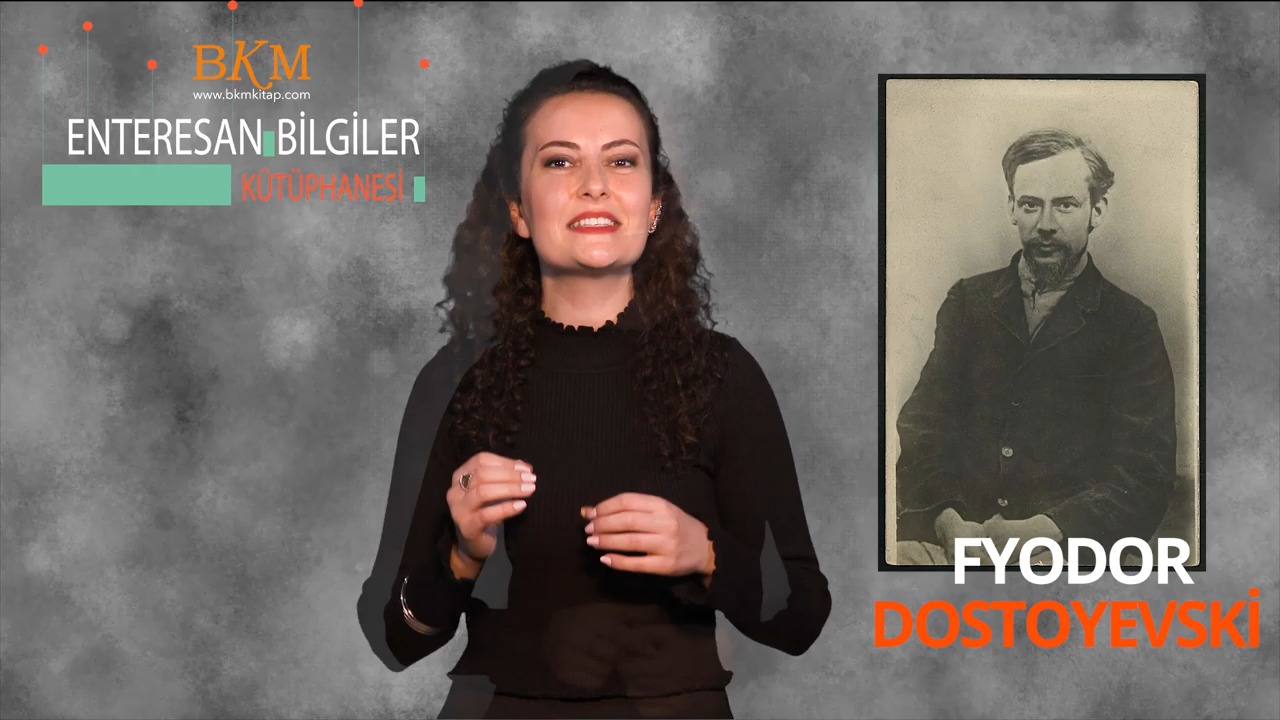 BKM
www.bkmkitap.com
ENTERESAN BİLGİLER
KÜTÜPHANESİ
FYODOR
DOSTOYEVSKİ